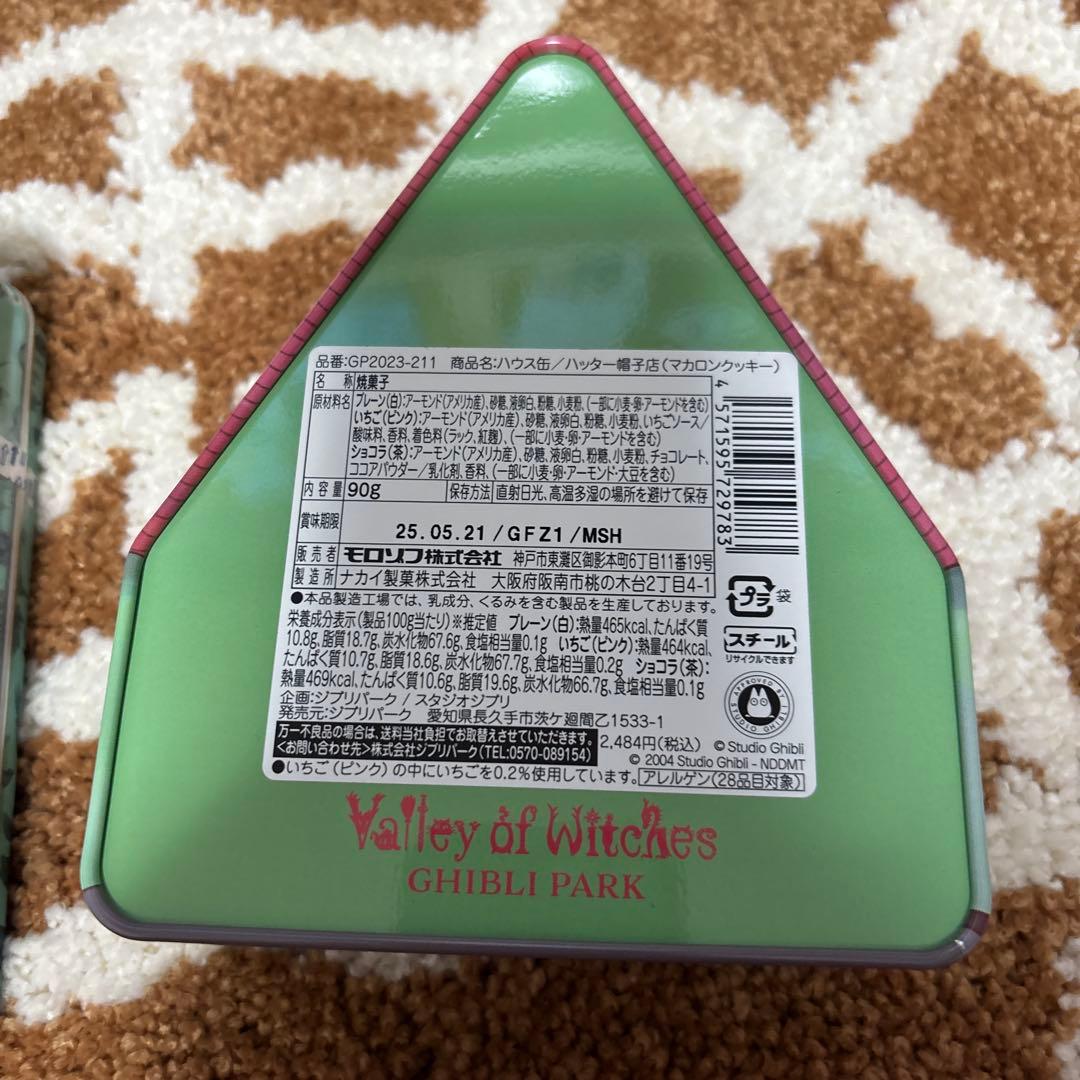 品番:GP2023-211 商品名:ハウス缶/ハッター帽子店(マカロンクッキー)
名称 焼菓子
原材料名 プレーン(白):アーモンド(アメリカ産)、砂糖、液卵白、粉糖、小麦粉、(一部に小麦・卵・アーモンドを含む)
いちご(ピンク):アーモンド(アメリカ産)、砂糖、液卵白、粉糖、小麦粉、いちごソース/
酸味料、香料、着色料(ラック、紅麹)、(一部に小麦・卵・アーモンドを含む)
ショコラ(茶):アーモンド(アメリカ産)、砂糖、液卵白、粉糖、小麦粉、チョコレート、
ココアパウダー/乳化剤、香料、(一部に小麦・卵・アーモンド・大豆を含む)
内容量 90g 保存方法 直射日光、高温多湿の場所を避けて保存
賞味期限 25.05.21/GFZ1/MSH
販売者 モロゾフ株式会社 神戸市東灘区御影本町6丁目11番19号
製造所 ナカイ製菓株式会社 大阪府阪南市桃の木台2丁目4-1
4571595729783
プラ 袋
スチール
リサイクルできます
●本品製造工場では、乳成分、くるみを含む製品を生産しております。
栄養成分表示(製品100g当たり)※推定値 プレーン(白):熱量465kcal、たんぱく質
10.8g、脂質18.7g、炭水化物67.6g、食塩相当量0.1g いちご(ピンク):熱量464kcal、
たんぱく質10.7g、脂質18.6g、炭水化物67.7g、食塩相当量0.2g ショコラ(茶):
熱量469kcal、たんぱく質10.6g、脂質19.6g、炭水化物66.7g、食塩相当量0.1g
企画:ジブリパーク / スタジオジブリ
発売元:ジブリパーク 愛知県長久手市茨ケ廻間乙1533-1
APPROVED BY STUDIO GHIBLI
万一不良品の場合は、送料当社負担でお取替えさせていただきます。
<お問い合わせ先>株式会社ジブリパーク(TEL:0570-089154)
2,484円(税込) © Studio Ghibli
© 2004 Studio Ghibli - NDDMT
●いちご(ピンク)の中にいちごを0.2%使用しています。 アレルゲン(28品目対象)
Valley of Witches
GHIBLI PARK